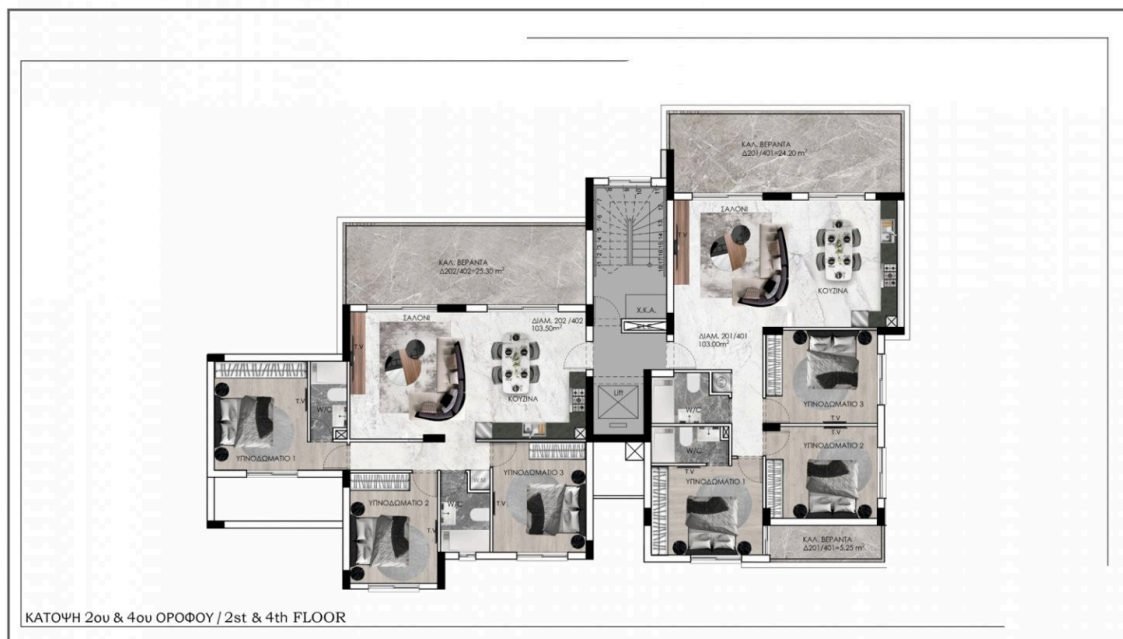 ΚΑΛ. ΒΕΡΑΝΤΑ
Δ201/401=24.20 m²
ΣΑΛΟΝΙ
T.V
ΚΟΥΖΙΝΑ
Χ.Κ.Α.
ΔΙΑΜ. 201/401
103.00m²
Lift
W/C
W/C
ΥΠΝΟΔΩΜΑΤΙΟ 3
T.V
T.V
ΥΠΝΟΔΩΜΑΤΙΟ 2
T.V
ΥΠΝΟΔΩΜΑΤΙΟ 1
ΚΑΛ. ΒΕΡΑΝΤΑ
Δ201/401=5.25 m²
ΚΑΛ. ΒΕΡΑΝΤΑ
Δ202/402=25.30 m²
ΣΑΛΟΝΙ
ΔΙΑΜ. 202 /402
103.50m²
T.V
ΚΟΥΖΙΝΑ
T.V
W/C
ΥΠΝΟΔΩΜΑΤΙΟ 1
ΥΠΝΟΔΩΜΑΤΙΟ 2
T.V
W/C
ΥΠΝΟΔΩΜΑΤΙΟ 3
T.V
ΚΑΤΟΨΗ 2ου & 4ου ΟΡΟΦΟΥ / 2st & 4th FLOOR